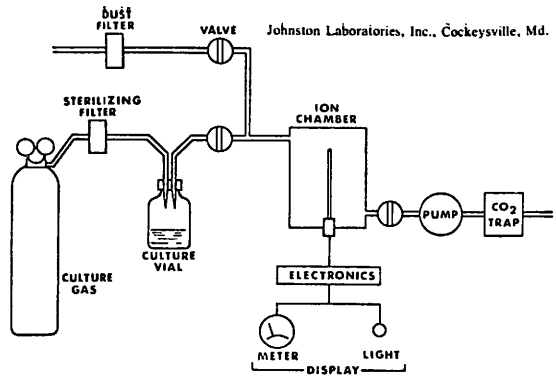 DUST
FILTER
VALVE
Johnston Laboratories, Inc., Cockeysville, Md.
STERILIZING
FILTER
ION
CHAMBER
CULTURE
VIAL
CULTURE
GAS
PUMP
CO2
TRAP
ELECTRONICS
METER
LIGHT
DISPLAY